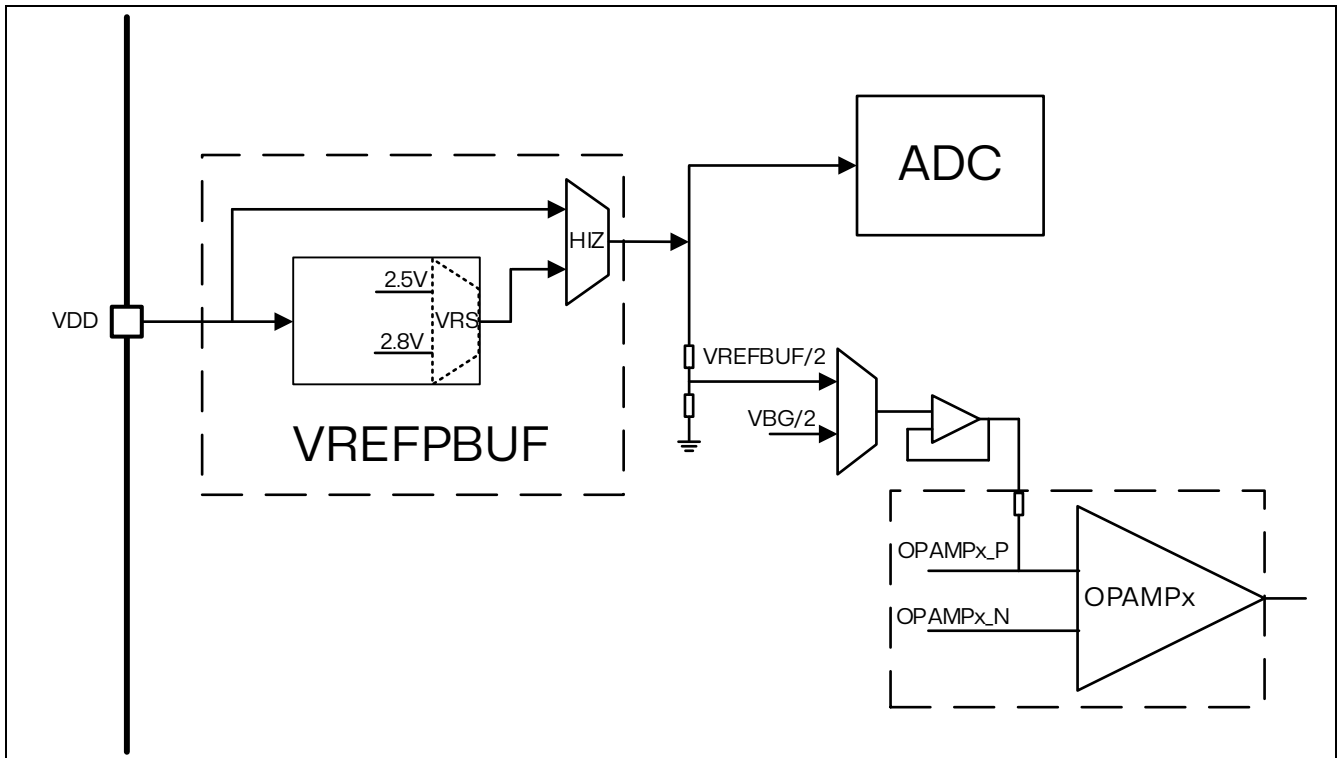 ADC
HIZ
2.5V
VDD
VRS
2.8V
VREFBUF/2
VBG/2
VREFPBUF
OPAMPx_P
OPAMPx
OPAMPx_N